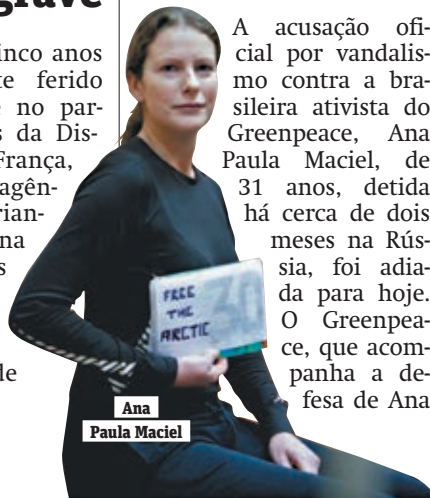 grave
inco anos
te ferido
e no par-
s da Dis-
França,
agên-
rian-
na
s
de
FREE
THE
ARCTIC
Ana
Paula Maciel
A acusação ofi-
cial por vandalis-
mo contra a bra-
sileira ativista do
Greenpeace, Ana
Paula Maciel, de
31 anos, detida
há cerca de dois
meses na Rús-
sia, foi adia-
da para hoje.
O Greenpea-
ce, que acom-
panha a de-
fesa de Ana